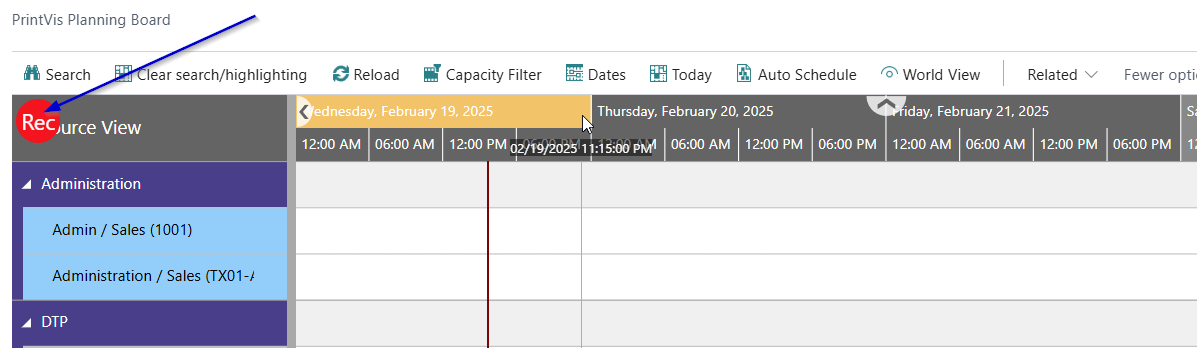 PrintVis Planning Board
Search Clear search/highlighting Reload Capacity Filter Dates Today Auto Schedule World View Related Fewer opti
Rec ource View
ednesday, February 19, 2025 Thursday, February 20, 2025 riday, February 21, 2025 Sa
12:00 AM 06:00 AM 12:00 PM 06:00 AM 12:00 PM 06:00 PM 12:00 AM 06:00 AM 12:00 PM 06:00 PM 12
02/19/2025 11:15:00 PM
Administration
Admin / Sales (1001)
Administration / Sales (TX01-A
DTP